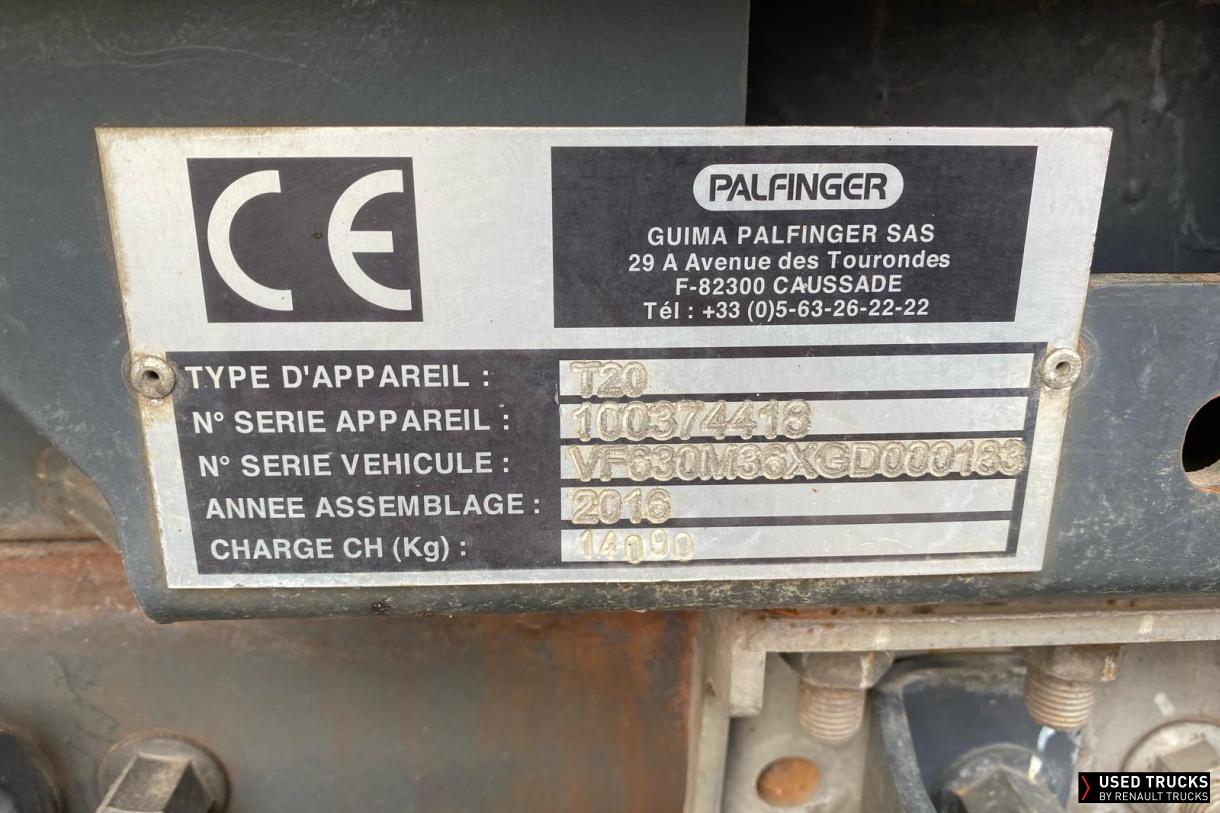 CE
PALFINGER
GUIMA PALFINGER SAS
29 A Avenue des Tourondes
F-82300 CAUSSADE
Tél : +33 (0)5-63-26-22-22
TYPE D'APPAREIL : T20
N° SERIE APPAREIL : 100374418
N° SERIE VEHICULE : VF630M36XGD000183
ANNEE ASSEMBLAGE : 2016
CHARGE CH (Kg) : 14090
USED TRUCKS
BY RENAULT TRUCKS